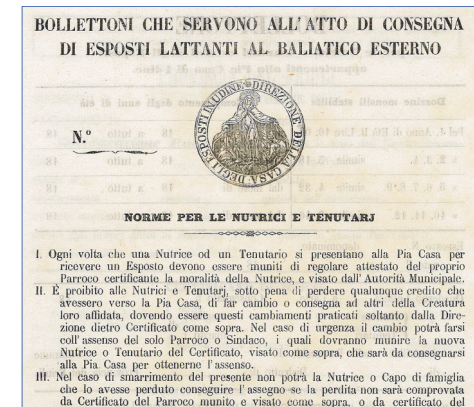 BOLLETTONI CHE SERVONO ALL'ATTO DI CONSEGNA
DI ESPOSTI LATTANTI AL BALIATICO ESTERNO
DIREZIONE DELLA CASA DEGLI ESPOSTI IN UDINE
N.°
NORME PER LE NUTRICI E TENUTARJ
I. Ogni volta che una Nutrice od un Tenutario si presentano alla Pia Casa per
ricevere un Esposto devono essere muniti di regolare attestato del proprio
Parroco certificante la moralità della Nutrice, e visato dall'Autorità Municipale.
II. È proibito alle Nutrici e Tenutarj, sotto pena di perdere qualunque credito che
avessero verso la Pia Casa, di far cambio o consegna ad altri della Creatura
loro affidata, dovendo essere questi cambiamenti praticati soltanto dalla Dire-
zione dietro Certificato come sopra. Nel caso di urgenza il cambio potrà farsi
coll'assenso del solo Parroco o Sindaco, i quali dovranno munire la nuova
Nutrice o Tenutario del Certificato, visato come sopra, che sarà da consegnarsi
alla Pia Casa per ottenerne l'assenso.
III. Nel caso di smarrimento del presente non potrà la Nutrice o Capo di famiglia
che lo avesse perduto conseguire l'assegno se la perdita non sarà comprovata
da Certificato del Parroco munito e visato come sopra, o da certificato del